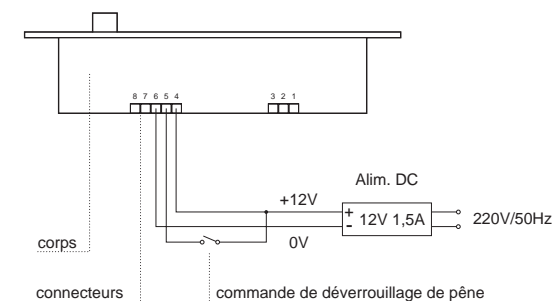 8 7 6 5 4
3 2 1
Alim. DC
+12V
+ 12V 1,5A
-
220V/50Hz
0V
corps
connecteurs
commande de déverrouillage de pêne